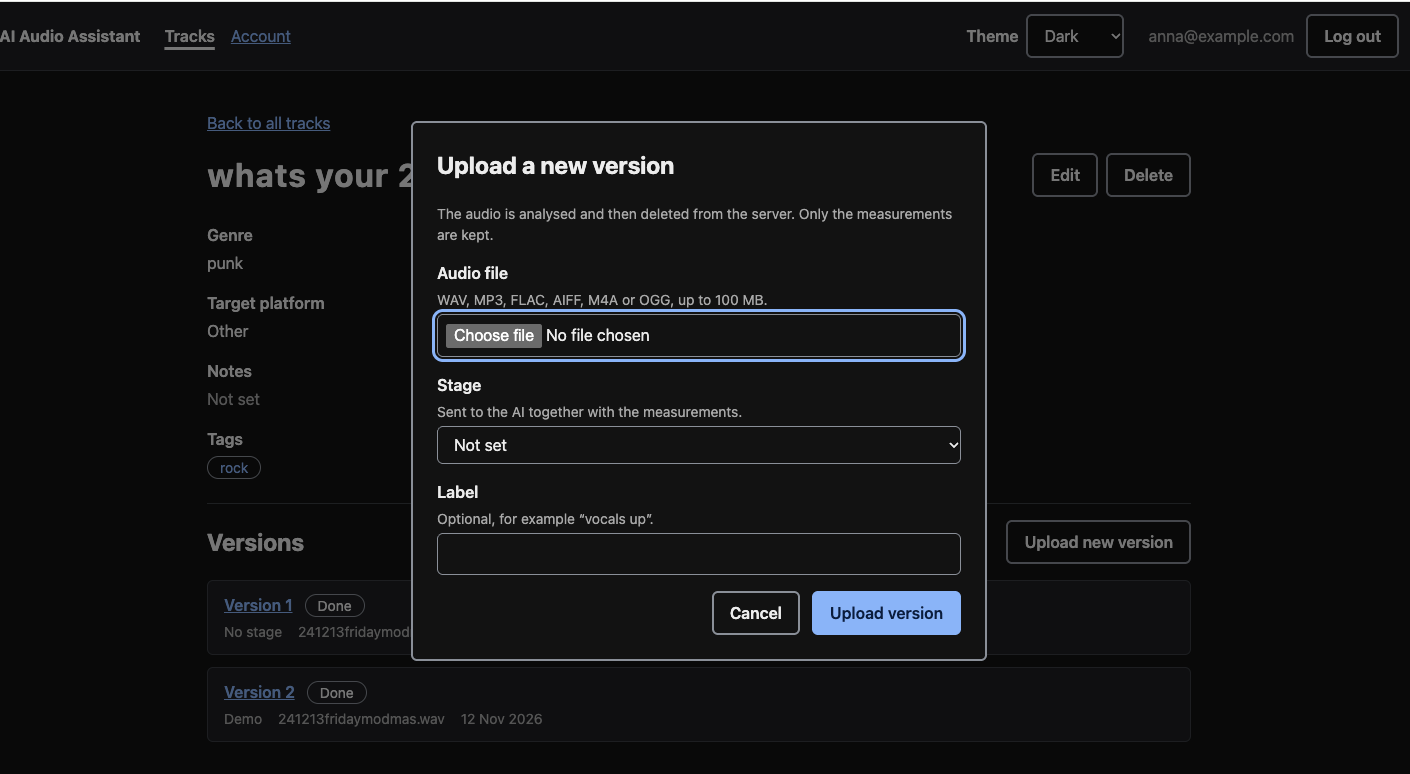 AI Audio Assistant Tracks Account Theme Dark anna@example.com Log out
Back to all tracks
whats your
Edit Delete
Genre
punk
Target platform
Other
Notes
Not set
Tags
rock
Versions
Upload new version
Version 1 Done
No stage 241213fridaymod
Version 2 Done
Demo 241213fridaymodmas.wav 12 Nov 2026
Upload a new version
The audio is analysed and then deleted from the server. Only the measurements
are kept.
Audio file
WAV, MP3, FLAC, AIFF, M4A or OGG, up to 100 MB.
Choose file No file chosen
Stage
Sent to the AI together with the measurements.
Not set
Label
Optional, for example “vocals up”.
Cancel Upload version